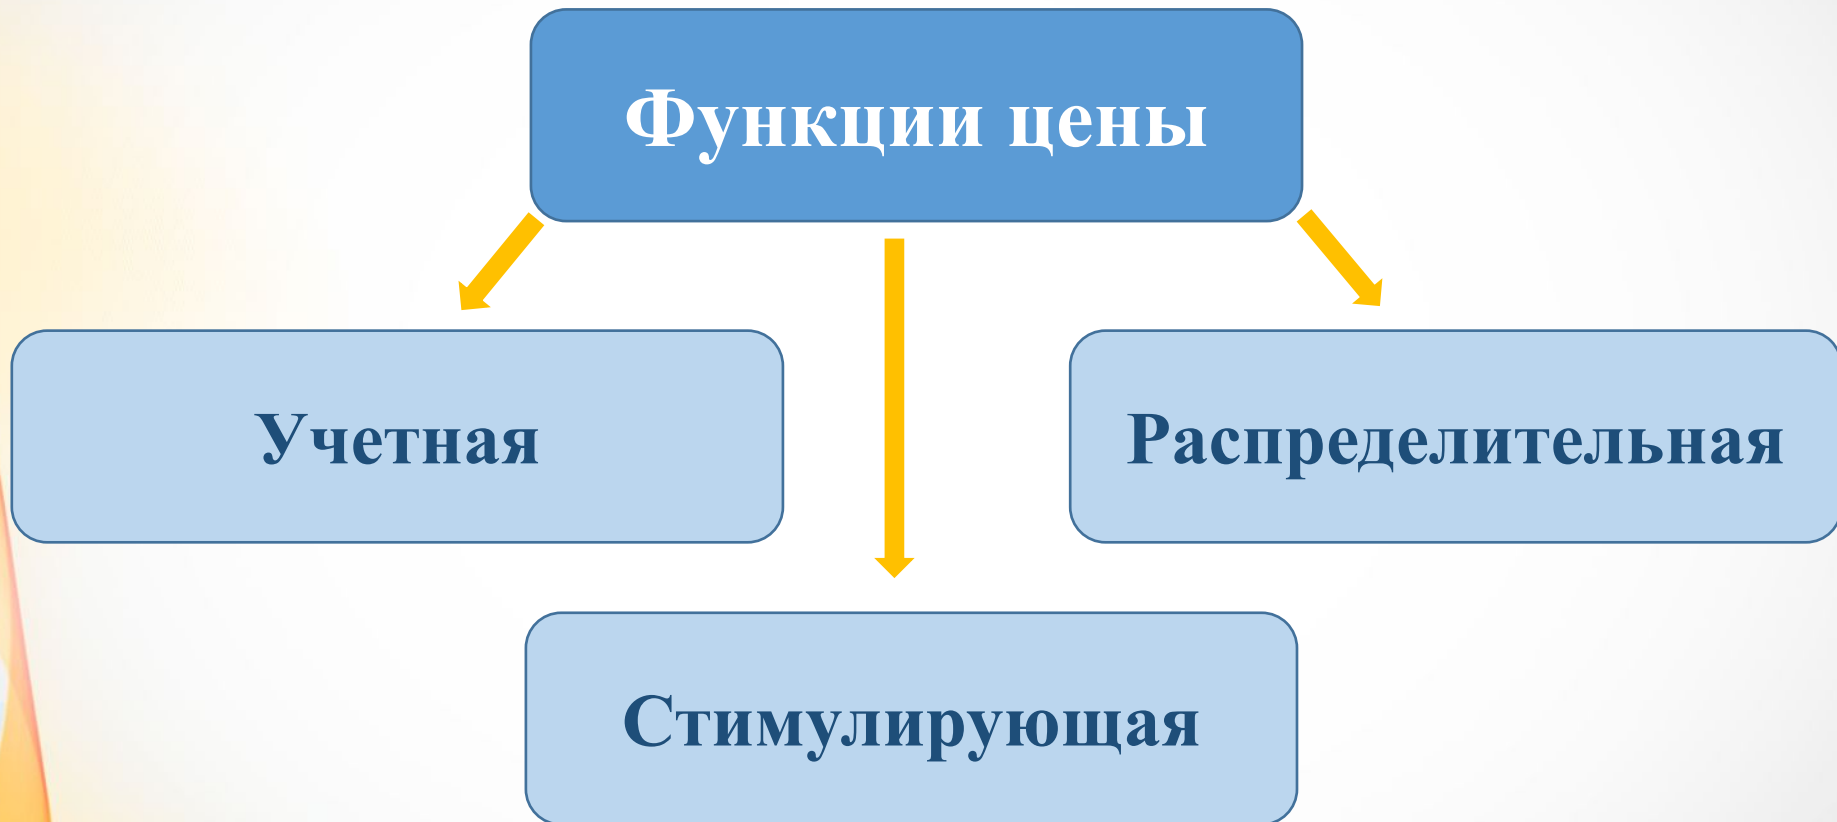 Функции цены
Учетная
Распределительная
Стимулирующая